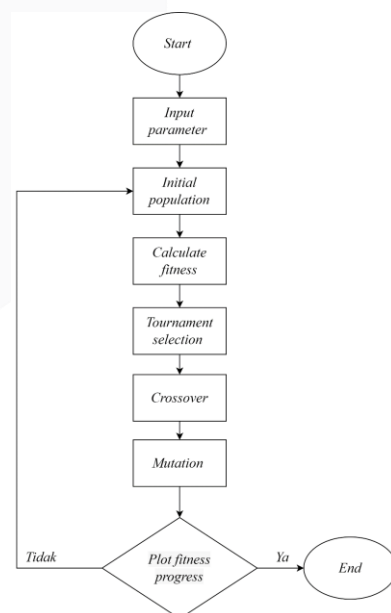 Start
Input
parameter
Initial
population
Calculate
fitness
Tournament
selection
Crossover
Mutation
Tidak
Plot fitness
progress
Ya
End